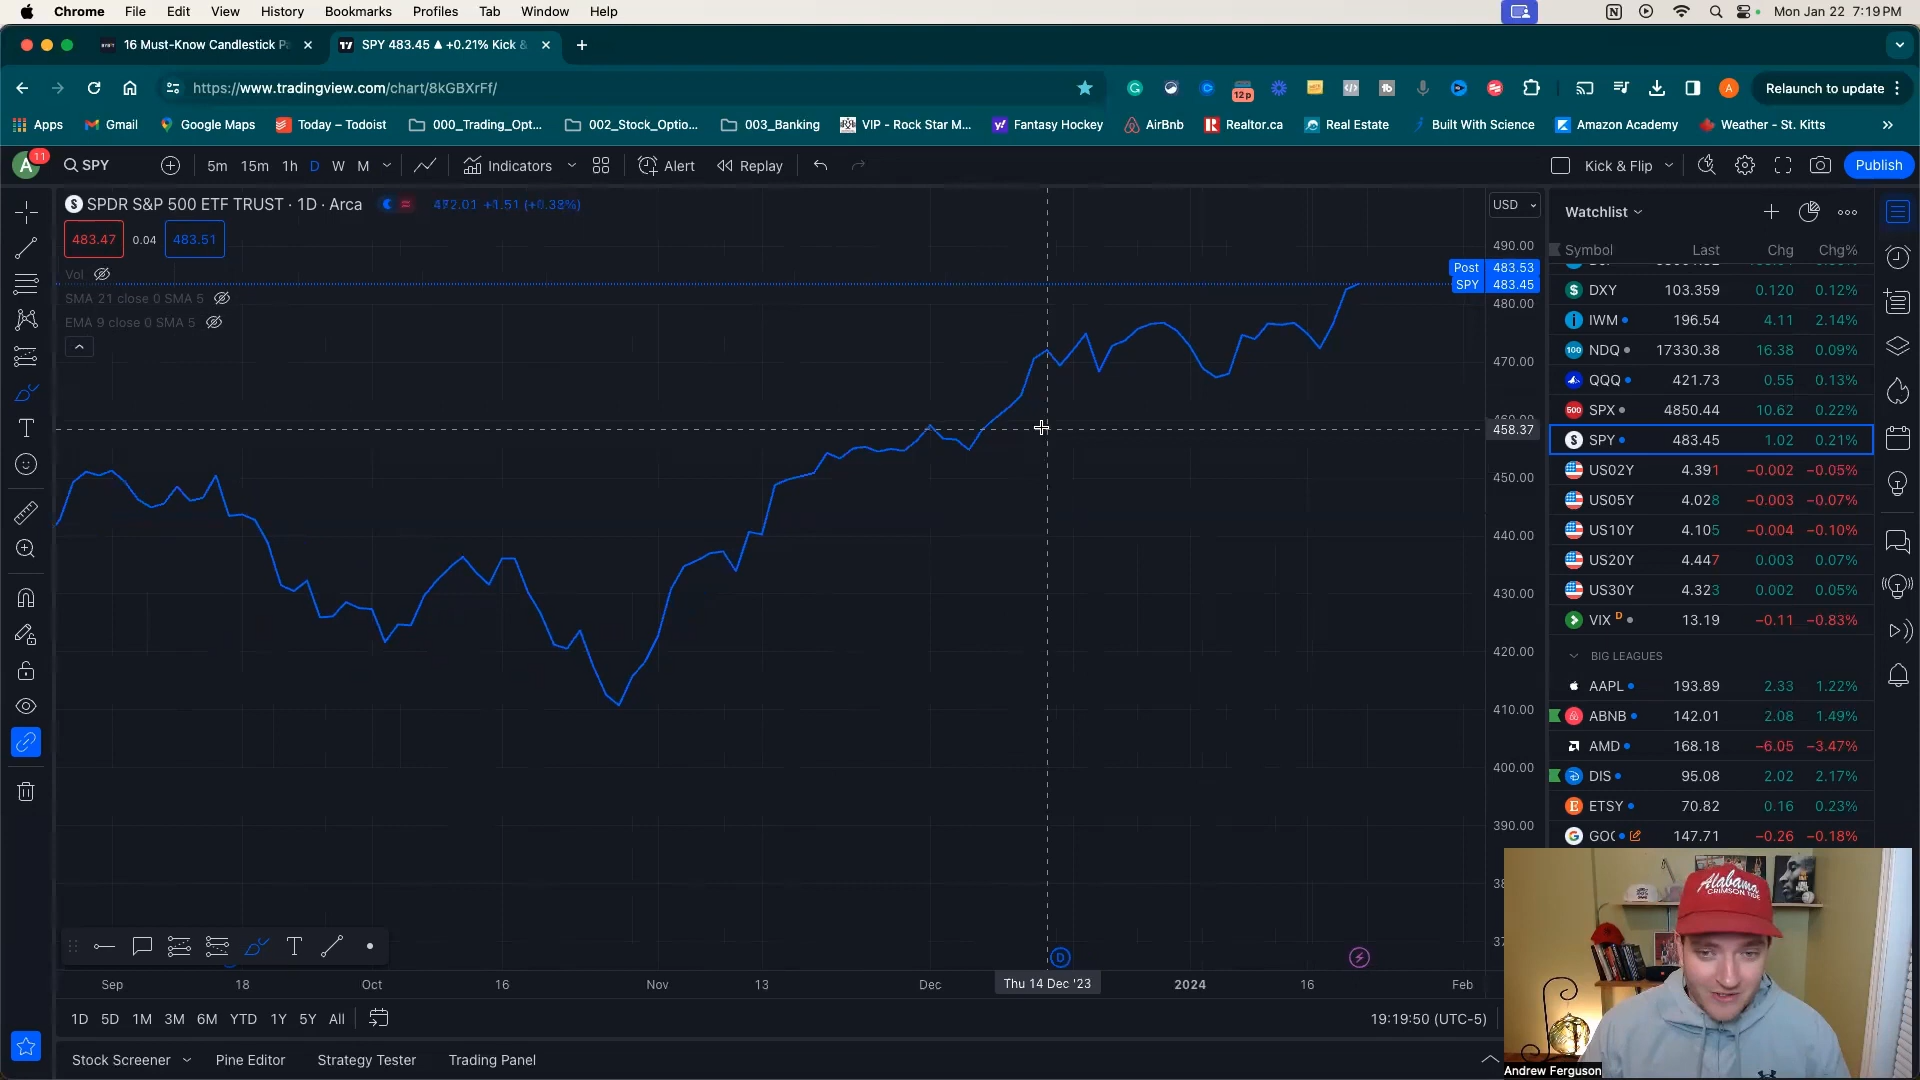 Chrome File Edit View History Bookmarks Profiles Tab Window Help Mon Jan 22 7:19 PM
16 Must-Know Candlestick SPY 483.45 ▲ +0.21% Kick &
https://www.tradingview.com/chart/8kGBXrFf/ 12p A Relaunch to update
Apps Gmail Google Maps Today – Todoist 000_Trading_Opt... 002_Stock_Optio... 003_Banking VIP - Rock Star M... Fantasy Hockey AirBnb Realtor.ca Real Estate Built With Science Amazon Academy Weather – St. Kitts »
A 11 SPY 5m 15m 1h D W M Indicators Alert Replay Kick & Flip Publish
SPDR S&P 500 ETF TRUST · 1D · Arca 472.01 +1.51 (+0.32%) USD
483.47 0.04 483.51
Vol
SMA 21 close 0 SMA 5
EMA 9 close 0 SMA 5
490.00
Post 483.53
SPY 483.45
480.00
470.00
460.00
458.37
450.00
440.00
430.00
420.00
410.00
400.00
390.00
Sep 18 Oct 16 Nov 13 Dec Thu 14 Dec '23 2024 16 Feb
D
1D 5D 1M 3M 6M YTD 1Y 5Y All 19:19:50 (UTC-5)
Stock Screener Pine Editor Strategy Tester Trading Panel
Watchlist
Symbol Last Chg Chg%
DXY 103.359 0.120 0.12%
IWM 196.54 4.11 2.14%
100 NDQ 17330.38 16.38 0.09%
QQQ 421.73 0.55 0.13%
500 SPX 4850.44 10.62 0.22%
SPY 483.45 1.02 0.21%
US02Y 4.391 −0.002 −0.05%
US05Y 4.028 −0.003 −0.07%
US10Y 4.105 −0.004 −0.10%
US20Y 4.447 0.003 0.07%
US30Y 4.323 0.002 0.05%
VIX D 13.19 −0.11 −0.83%
BIG LEAGUES
AAPL 193.89 2.33 1.22%
ABNB 142.01 2.08 1.49%
AMD 168.18 −6.05 −3.47%
DIS 95.08 2.02 2.17%
ETSY 70.82 0.16 0.23%
147.71 −0.26 −0.18%
Alabama
CRIMSON TIDE
Andrew Ferguson